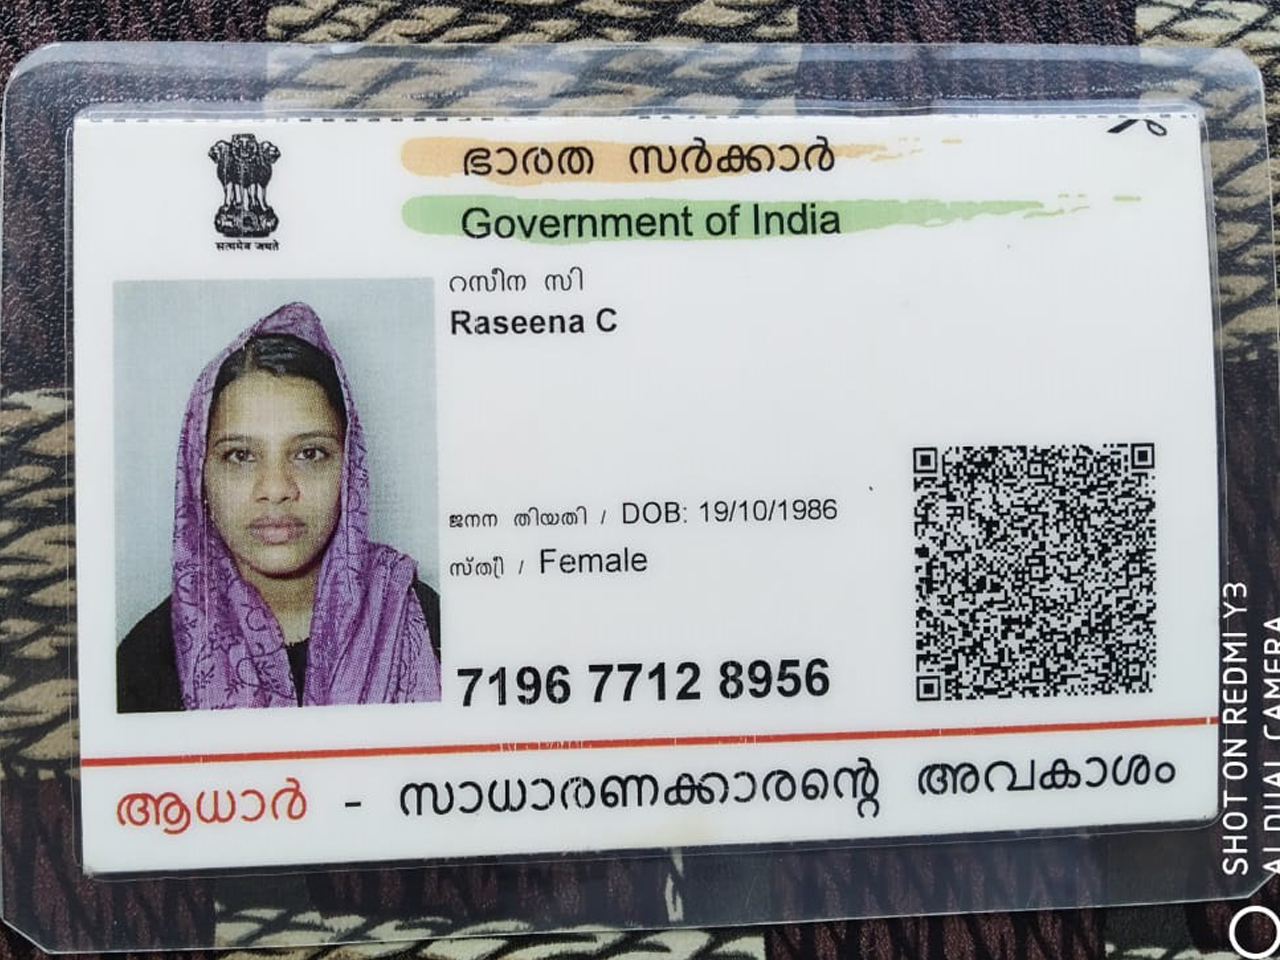 सत्यमेव जयते
ഭാരത സർക്കാർ
Government of India
റസീന സി
Raseena C
ജനന തിയതി / DOB: 19/10/1986
സ്ത്രീ / Female
7196 7712 8956
ആധാർ - സാധാരണക്കാരന്റെ അവകാശം
SHOT ON REDMI Y3
AI DUAL CAMERA